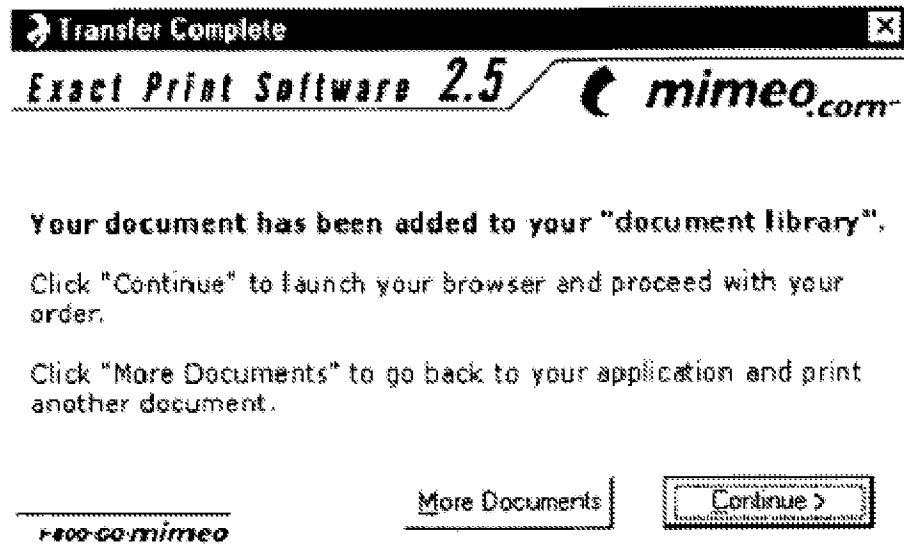 Transfer Complete
Exact Print Software 2.5
mimeo.com
Your document has been added to your "document library".
Click "Continue" to launch your browser and proceed with your
order.
Click "More Documents" to go back to your application and print
another document.
More Documents
Continue >
1-800-GO-mimeo